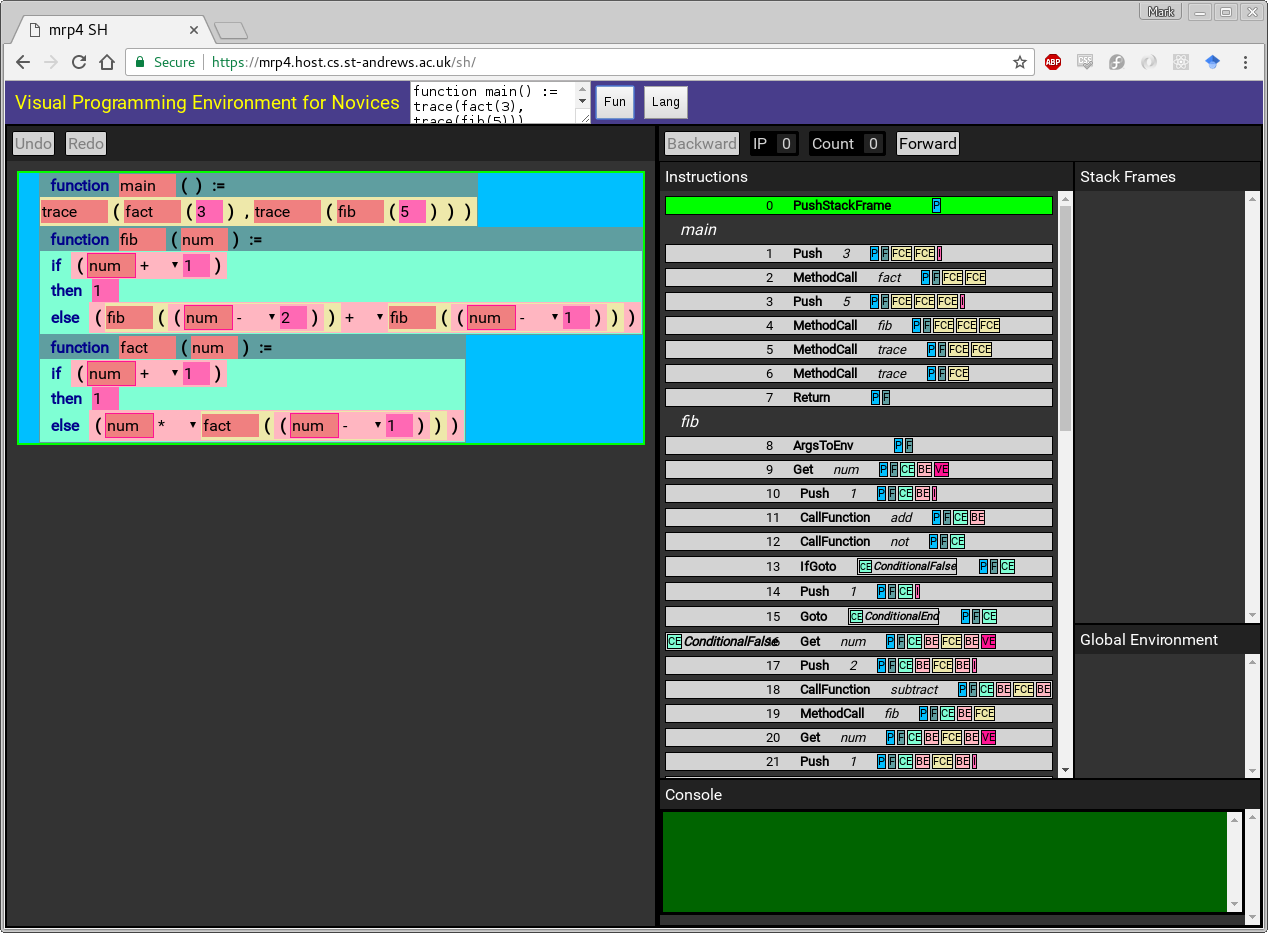 Mark
mrp4 SH
Secure https://mrp4.host.cs.st-andrews.ac.uk/sh/
ABP
CSS
Visual Programming Environment for Novices
function main() :=
trace(fact(3),
trace(fib(5)))
Fun
Lang
Undo Redo
function main ( ) :=
trace ( fact ( 3 ) , trace ( fib ( 5 ) ) )
function fib ( num ) :=
if ( num + 1 )
then 1
else ( fib ( ( num - 2 ) ) + fib ( ( num - 1 ) ) )
function fact ( num ) :=
if ( num + 1 )
then 1
else ( num * fact ( ( num - 1 ) ) )
Backward IP 0 Count 0 Forward
Instructions
0 PushStackFrame P
main
1 Push 3 P F FCE FCE I
2 MethodCall fact P F FCE FCE
3 Push 5 P F FCE FCE FCE I
4 MethodCall fib P F FCE FCE FCE
5 MethodCall trace P F FCE FCE
6 MethodCall trace P F FCE
7 Return P F
fib
8 ArgsToEnv P F
9 Get num P F CE BE VE
10 Push 1 P F CE BE I
11 CallFunction add P F CE BE
12 CallFunction not P F CE
13 IfGoto CE ConditionalFalse P F CE
14 Push 1 P F CE I
15 Goto CE ConditionalEnd P F CE
CE ConditionalFalse 16 Get num P F CE BE FCE BE VE
17 Push 2 P F CE BE FCE BE I
18 CallFunction subtract P F CE BE FCE BE
19 MethodCall fib P F CE BE FCE
20 Get num P F CE BE FCE BE VE
21 Push 1 P F CE BE FCE BE I
Stack Frames
Global Environment
Console